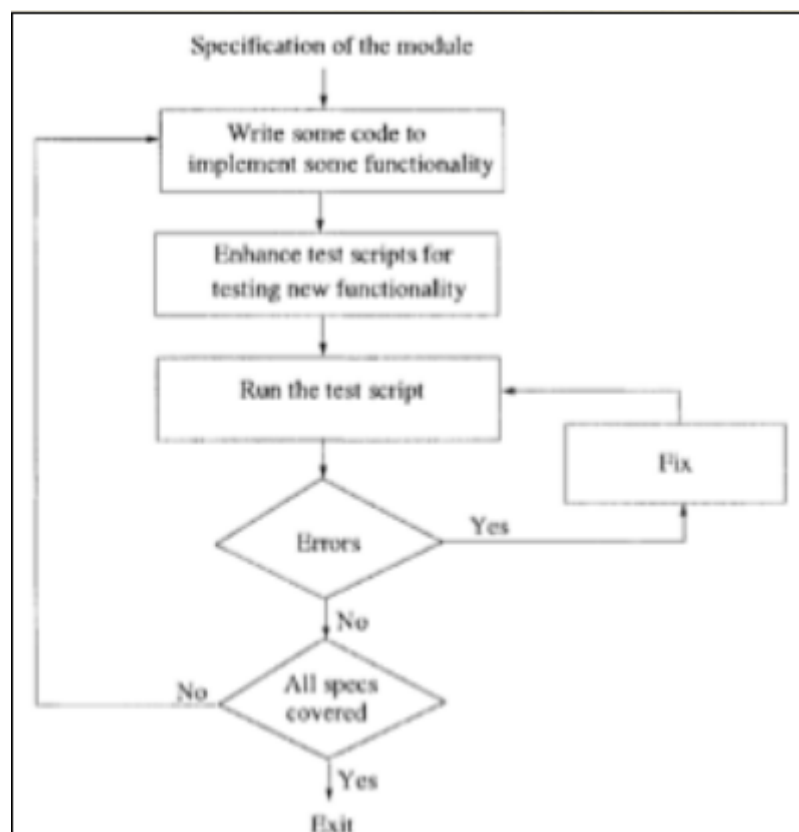 Specification of the module
Write some code to
implement some functionality
Enhance test scripts for
testing new functionality
Run the test script
Fix
Errors
Yes
No
All specs
covered
No
Yes
Exit